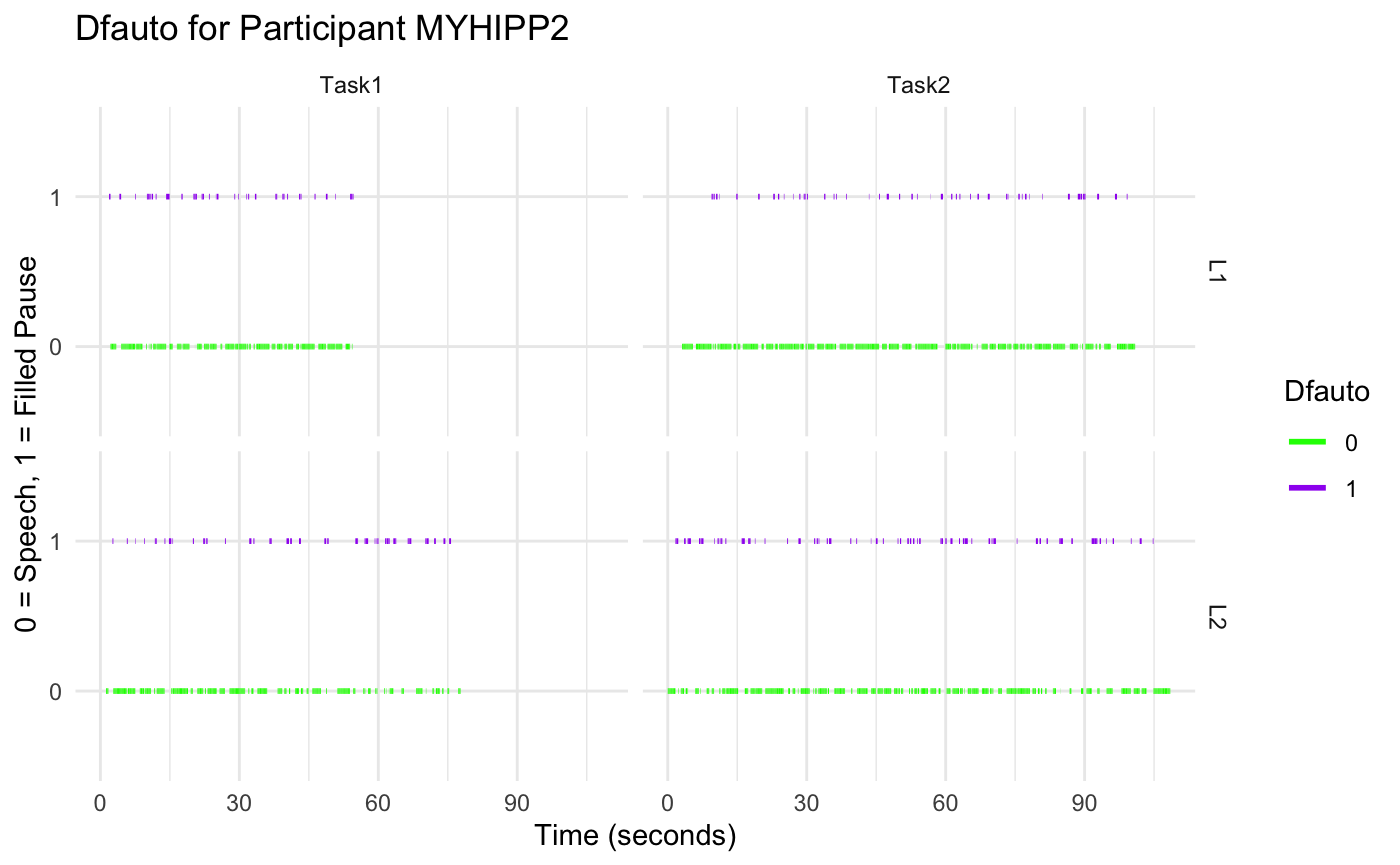 Dfauto for Participant MYHIPP2
Task1
Task2
1
0
L1
1
0
L2
0 = Speech, 1 = Filled Pause
0 30 60 90
0 30 60 90
Time (seconds)
Dfauto
0
1